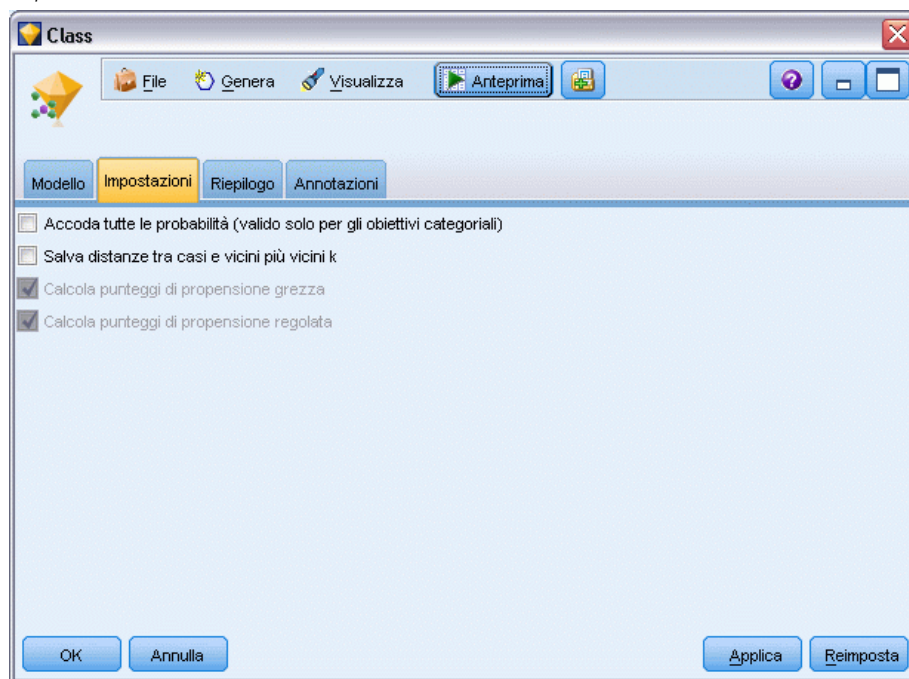 Class
File Genera Visualizza Anteprima
Modello Impostazioni Riepilogo Annotazioni
Accoda tutte le probabilità (valido solo per gli obiettivi categoriali)
Salva distanze tra casi e vicini più vicini k
Calcola punteggi di propensione grezza
Calcola punteggi di propensione regolata
OK Annulla Applica Reimposta